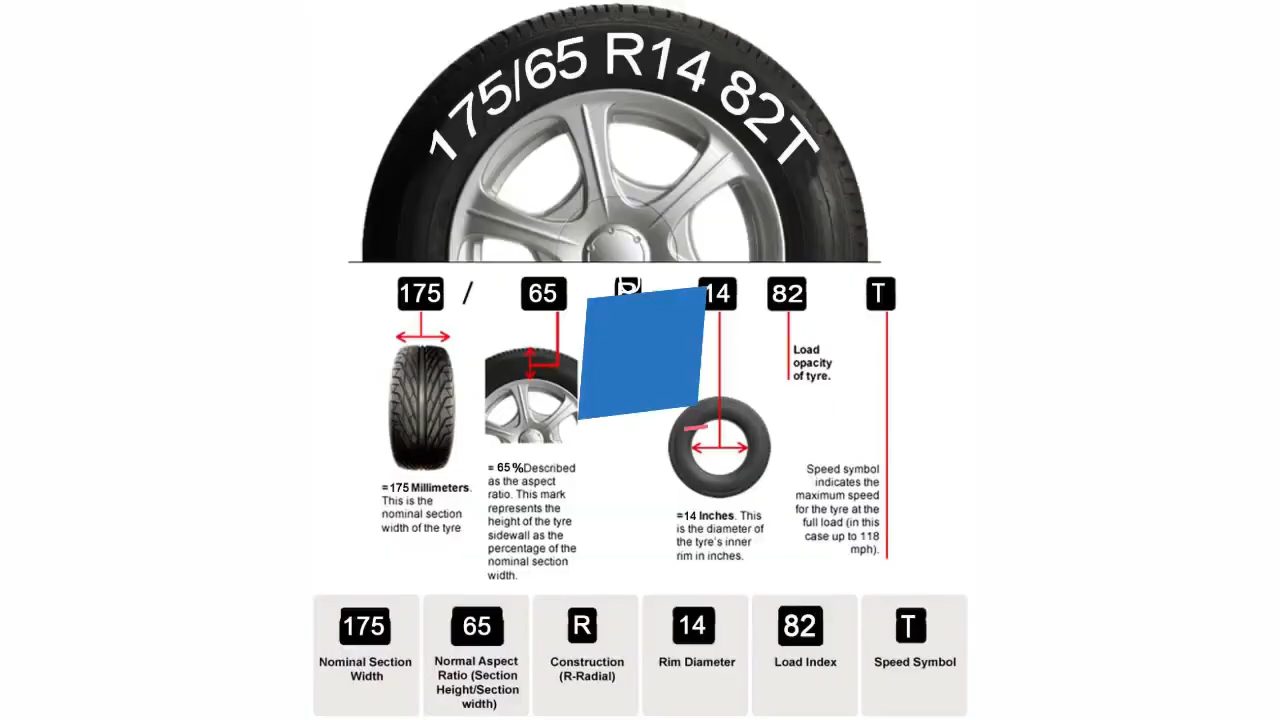 175/65 R14 82T
175 / 65 R 14 82 T
Load
opacity
of tyre.
=175 Millimeters.
This is the
nominal section
width of the tyre
= 65 %Described
as the aspect
ratio. This mark
represents the
height of the tyre
sidewall as the
percentage of the
nominal section
width.
=14 Inches. This
is the diameter of
the tyre's inner
rim in inches.
Speed symbol
indicates the
maximum speed
for the tyre at the
full load (in this
case up to 118
mph).
175
Nominal Section
Width
65
Normal Aspect
Ratio (Section
Height/Section
width)
R
Construction
(R-Radial)
14
Rim Diameter
82
Load Index
T
Speed Symbol